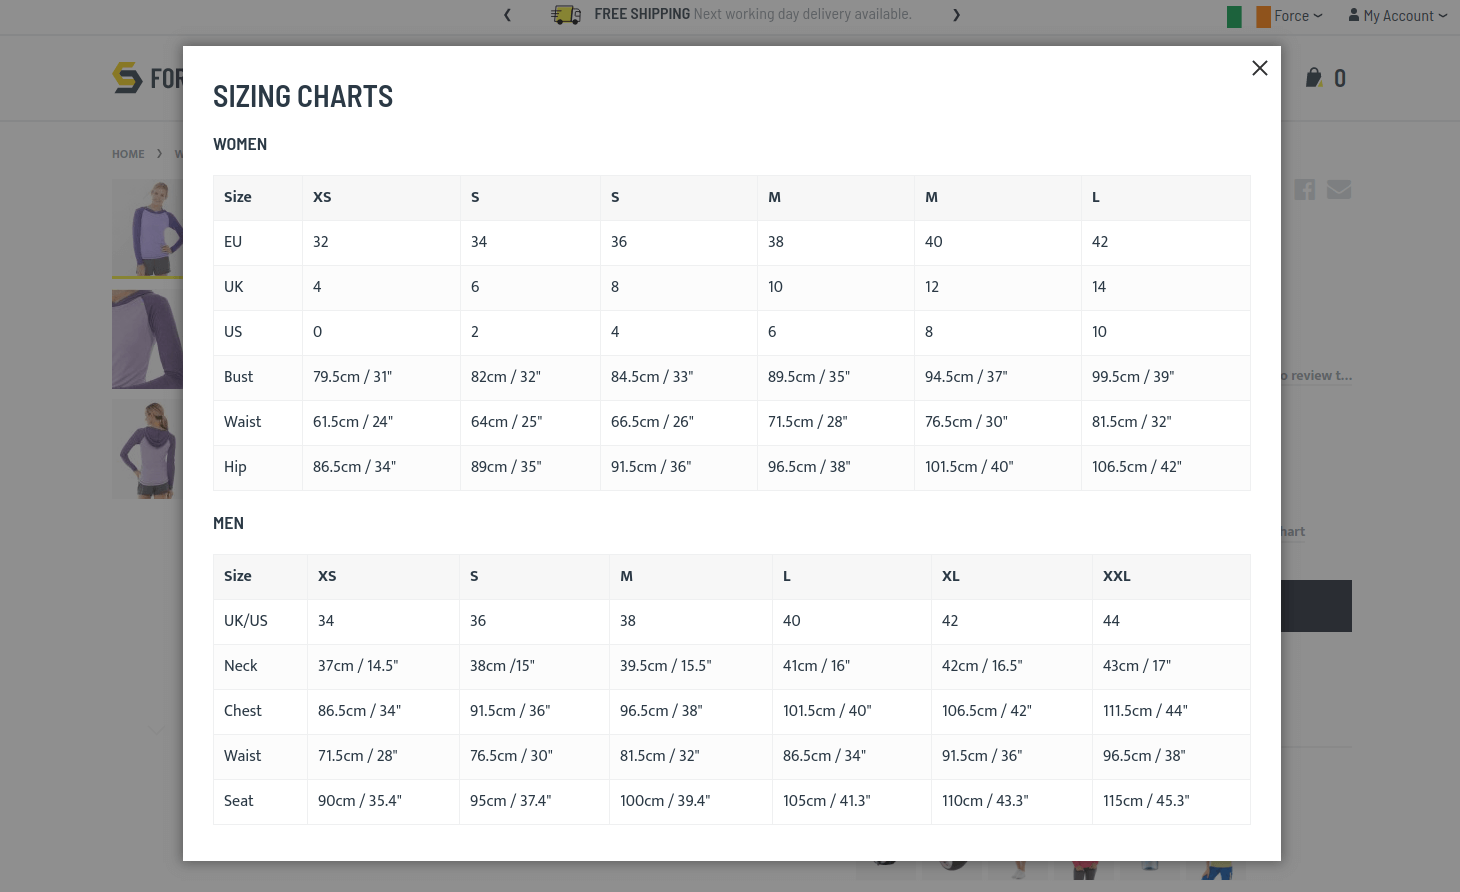 FREE SHIPPING Next working day delivery available.
Force
My Account
FOR
0
HOME
SIZING CHARTS
WOMEN
Size XS S S M M L
EU 32 34 36 38 40 42
UK 4 6 8 10 12 14
US 0 2 4 6 8 10
Bust 79.5cm / 31" 82cm / 32" 84.5cm / 33" 89.5cm / 35" 94.5cm / 37" 99.5cm / 39"
Waist 61.5cm / 24" 64cm / 25" 66.5cm / 26" 71.5cm / 28" 76.5cm / 30" 81.5cm / 32"
Hip 86.5cm / 34" 89cm / 35" 91.5cm / 36" 96.5cm / 38" 101.5cm / 40" 106.5cm / 42"
MEN
Size XS S M L XL XXL
UK/US 34 36 38 40 42 44
Neck 37cm / 14.5" 38cm /15" 39.5cm / 15.5" 41cm / 16" 42cm / 16.5" 43cm / 17"
Chest 86.5cm / 34" 91.5cm / 36" 96.5cm / 38" 101.5cm / 40" 106.5cm / 42" 111.5cm / 44"
Waist 71.5cm / 28" 76.5cm / 30" 81.5cm / 32" 86.5cm / 34" 91.5cm / 36" 96.5cm / 38"
Seat 90cm / 35.4" 95cm / 37.4" 100cm / 39.4" 105cm / 41.3" 110cm / 43.3" 115cm / 45.3"
o review t...
hart